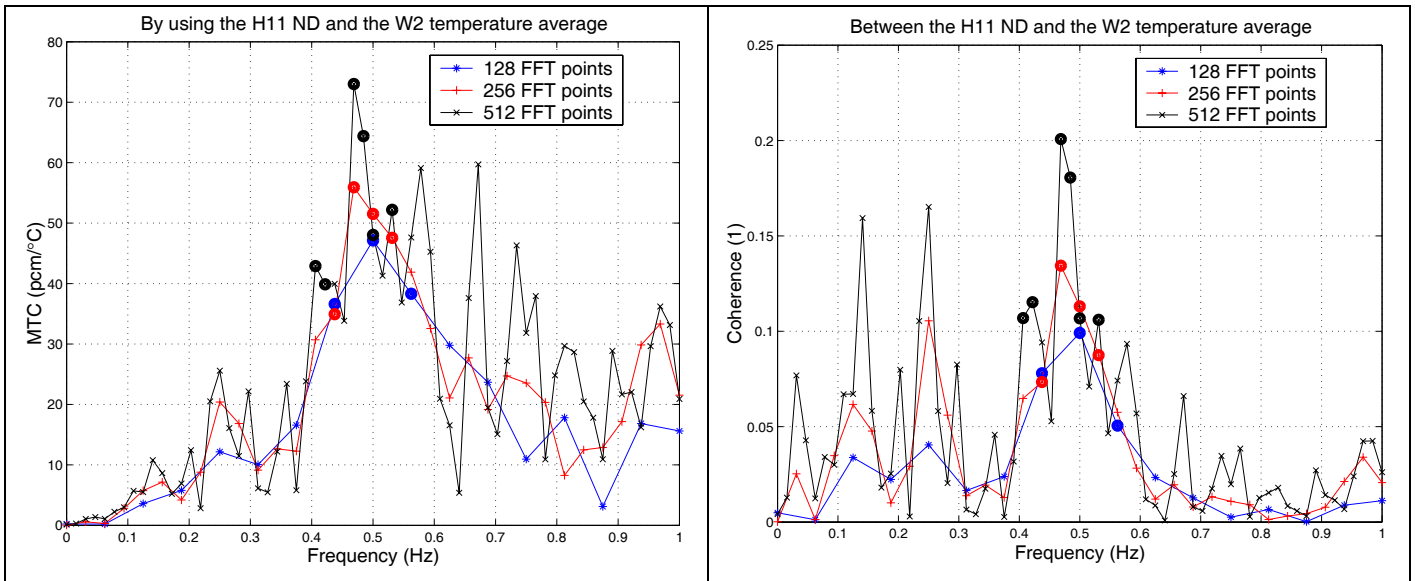 By using the H11 ND and the W2 temperature average
80
70
60
50
40
30
20
10
0
MTC (pcm/°C)
128 FFT points
256 FFT points
512 FFT points
0 0.1 0.2 0.3 0.4 0.5 0.6 0.7 0.8 0.9 1
Frequency (Hz)
Between the H11 ND and the W2 temperature average
0.25
0.2
0.15
0.1
0.05
0
Coherence (1)
128 FFT points
256 FFT points
512 FFT points
0 0.1 0.2 0.3 0.4 0.5 0.6 0.7 0.8 0.9 1
Frequency (Hz)